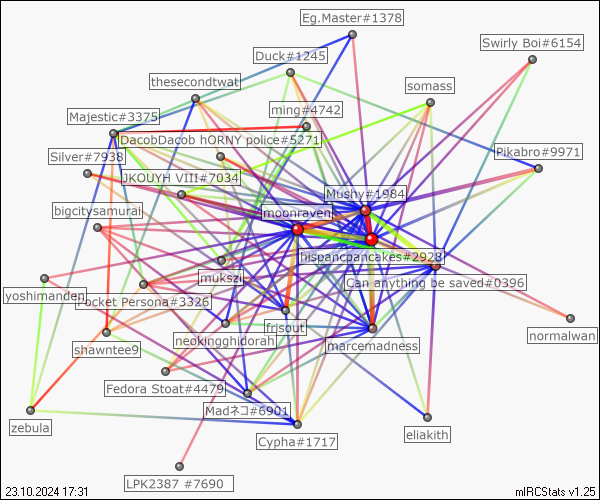 Eg.Master#1378
Swirly Boi#6154
Duck#1245
thesecondtwat
somass
ming#4742
Majestic#3375
DacobDacob hORNY police#5271
Silver#7938
Pikabro#9971
JKOUYH VIII#7034
Mushy#1984
bigcitysamurai
moonraven
hispancpancakes#2928
mukszi
Can anything be saved#0396
yoshimanden
Pocket Persona#3326
frisout
normalwan
neokingghidorah
marcemadness
shawntee9
Fedora Stoat#4479
Madネコ#6901
zebula
Cypha#1717
eliakith
LPK2387 #7690
23.10.2024 17:31
mIRCStats v1.25